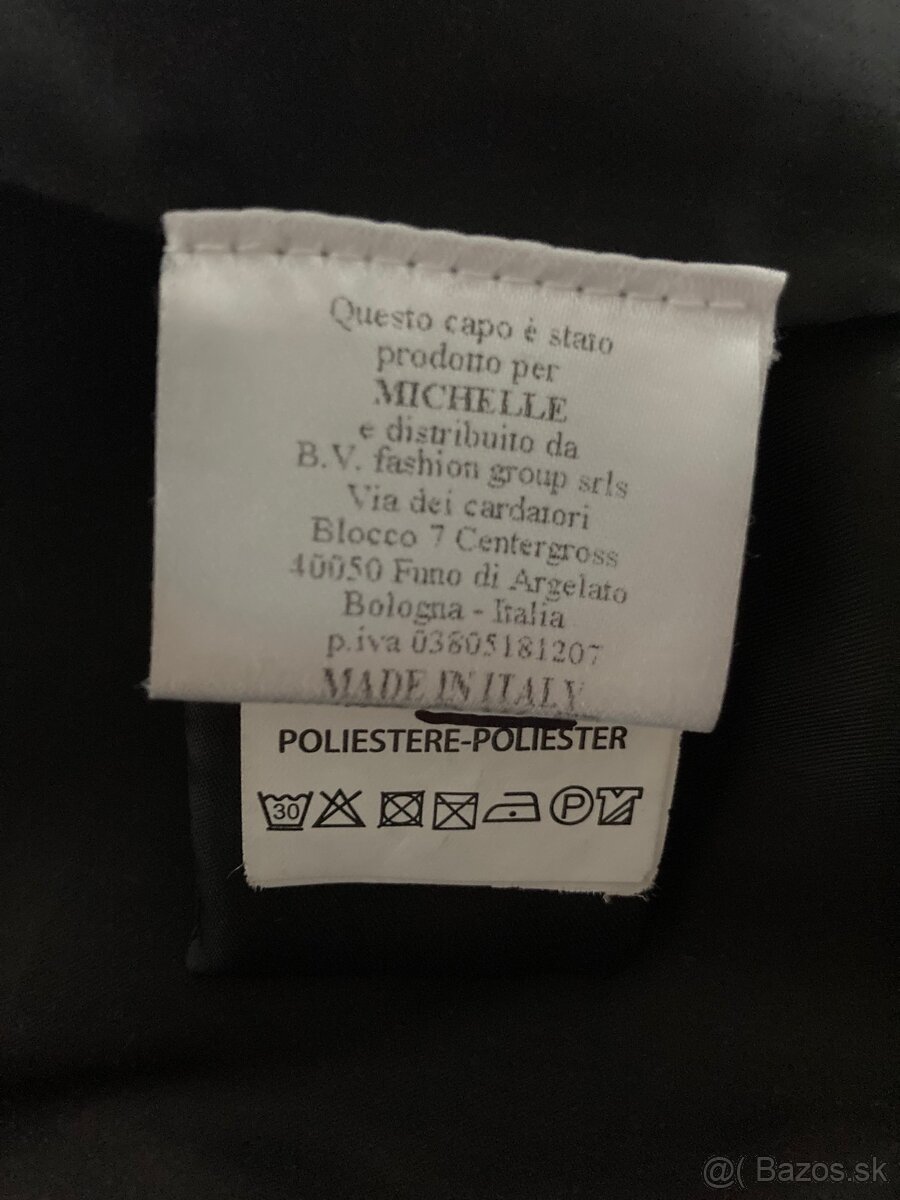 Questo capo è stato
prodotto per
MICHELLE
e distribuito da
B.V. fashion group srls
Via dei cardatori
Blocco 7 Centergross
40050 Funo di Argelato
Bologna - Italia
p.iva 03805181207
MADE IN ITALY
POLIESTERE-POLIESTER
30 P
@( Bazos.sk